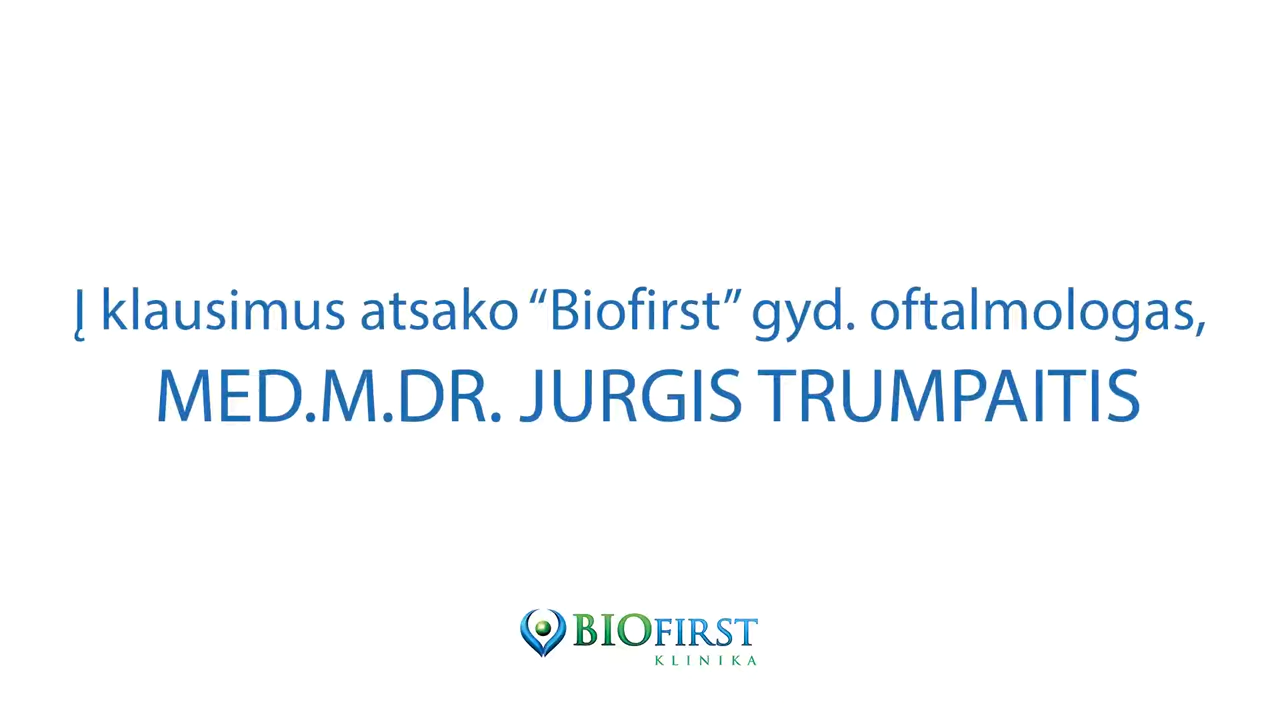 Į klausimus atsako “Biofirst” gyd. oftalmologas,
MED.M.DR. JURGIS TRUMPAITIS
BIOFIRST
KLINIKA